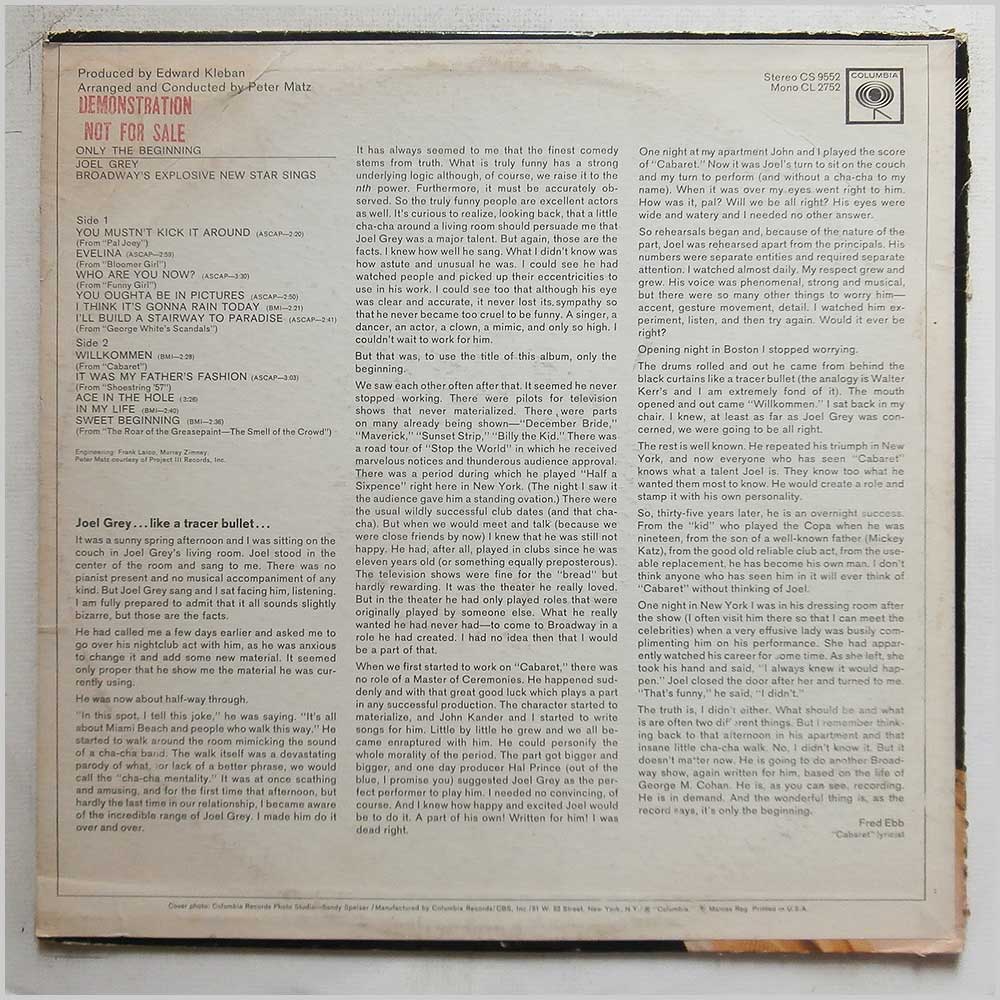 Produced by Edward Kleban
Arranged and Conducted by Peter Matz
DEMONSTRATION
NOT FOR SALE
ONLY THE BEGINNING
JOEL GREY
BROADWAY'S EXPLOSIVE NEW STAR SINGS
Side 1
YOU MUSTN'T KICK IT AROUND (ASCAP—2:20)
(From "Pal Joey")
EVELINA (ASCAP—2:59)
(From "Bloomer Girl")
WHO ARE YOU NOW? (ASCAP—3:30)
(From "Funny Girl")
YOU OUGHTA BE IN PICTURES (ASCAP—2:50)
I THINK IT'S GONNA RAIN TODAY (BMI—2:21)
I'LL BUILD A STAIRWAY TO PARADISE (ASCAP—2:41)
(From "George White's Scandals")
Side 2
WILLKOMMEN (BMI—2:28)
(From "Cabaret")
IT WAS MY FATHER'S FASHION (ASCAP—3:03)
(From "Shoestring '57")
ACE IN THE HOLE (3:26)
IN MY LIFE (BMI—2:40)
SWEET BEGINNING (BMI—2:36)
(From "The Roar of the Greasepaint—The Smell of the Crowd")
Engineering: Frank Laico, Murray Zimney
Peter Matz courtesy of Project III Records, Inc.
Joel Grey...like a tracer bullet...
It was a sunny spring afternoon and I was sitting on the
couch in Joel Grey's living room. Joel stood in the
center of the room and sang to me. There was no
pianist present and no musical accompaniment of any
kind. But Joel Grey sang and I sat facing him, listening.
I am fully prepared to admit that it all sounds slightly
bizarre, but those are the facts.
He had called me a few days earlier and asked me to
go over his nightclub act with him, as he was anxious
to change it and add some new material. It seemed
only proper that he show me the material he was cur-
rently using.
He was now about half-way through.
"In this spot, I tell this joke," he was saying. "It's all
about Miami Beach and people who walk this way." He
started to walk around the room mimicking the sound
of a cha-cha band. The walk itself was a devastating
parody of what, for lack of a better phrase, we would
call the "cha-cha mentality." It was at once scathing
and amusing, and for the first time that afternoon, but
hardly the last time in our relationship, I became aware
of the incredible range of Joel Grey. I made him do it
over and over.
It has always seemed to me that the finest comedy
stems from truth. What is truly funny has a strong
underlying logic although, of course, we raise it to the
nth power. Furthermore, it must be accurately ob-
served. So the truly funny people are excellent actors
as well. It's curious to realize, looking back, that a little
cha-cha around a living room should persuade me that
Joel Grey was a major talent. But again, those are the
facts. I knew how well he sang. What I didn't know was
how astute and unusual he was. I could see he had
watched people and picked up their eccentricities to
use in his work. I could see too that although his eye
was clear and accurate, it never lost its sympathy so
that he never became too cruel to be funny. A singer, a
dancer, an actor, a clown, a mimic, and only so high. I
couldn't wait to work for him.
But that was, to use the title of this album, only the
beginning.
We saw each other often after that. It seemed he never
stopped working. There were pilots for television
shows that never materialized. There were parts
on many already being shown—"December Bride,"
"Maverick," "Sunset Strip," "Billy the Kid." There was
a road tour of "Stop the World" in which he received
marvelous notices and thunderous audience approval.
There was a period during which he played "Half a
Sixpence" right here in New York. (The night I saw it
the audience gave him a standing ovation.) There were
the usual wildly successful club dates (and that cha-
cha). But when we would meet and talk (because we
were close friends by now) I knew that he was still not
happy. He had, after all, played in clubs since he was
eleven years old (or something equally preposterous).
The television shows were fine for the "bread" but
hardly rewarding. It was the theater he really loved.
But in the theater he had only played roles that were
originally played by someone else. What he really
wanted he had never had—to come to Broadway in a
role he had created. I had no idea then that I would
be a part of that.
When we first started to work on "Cabaret," there was
no role of a Master of Ceremonies. He happened sud-
denly and with that great good luck which plays a part
in any successful production. The character started to
materialize, and John Kander and I started to write
songs for him. Little by little he grew and we all be-
came enraptured with him. He could personify the
whole morality of the period. The part got bigger and
bigger, and one day producer Hal Prince (out of the
blue, I promise you) suggested Joel Grey as the per-
fect performer to play him. I needed no convincing, of
course. And I knew how happy and excited Joel would
be to do it. A part of his own! Written for him! I was
dead right.
Stereo CS 9552
Mono CL 2752
COLUMBIA
One night at my apartment John and I played the score
of "Cabaret." Now it was Joel's turn to sit on the couch
and my turn to perform (and without a cha-cha to my
name). When it was over my eyes went right to him.
How was it, pal? Will we be all right? His eyes were
wide and watery and I needed no other answer.
So rehearsals began and, because of the nature of the
part, Joel was rehearsed apart from the principals. His
numbers were separate entities and required separate
attention. I watched almost daily. My respect grew and
grew. His voice was phenomenal, strong and musical,
but there were so many other things to worry him—
accent, gesture movement, detail. I watched him ex-
periment, listen, and then try again. Would it ever be
right?
Opening night in Boston I stopped worrying.
The drums rolled and out he came from behind the
black curtains like a tracer bullet (the analogy is Walter
Kerr's and I am extremely fond of it). The mouth
opened and out came "Willkommen." I sat back in my
chair. I knew, at least as far as Joel Grey was con-
cerned, we were going to be all right.
The rest is well known. He repeated his triumph in New
York, and now everyone who has seen "Cabaret"
knows what a talent Joel is. They know too what he
wanted them most to know. He would create a role and
stamp it with his own personality.
So, thirty-five years later, he is an overnight success.
From the "kid" who played the Copa when he was
nineteen, from the son of a well-known father (Mickey
Katz), from the good old reliable club act, from the use-
able replacement, he has become his own man. I don't
think anyone who has seen him in it will ever think of
"Cabaret" without thinking of Joel.
One night in New York I was in his dressing room after
the show (I often visit him there so that I can meet the
celebrities) when a very effusive lady was busily com-
plimenting him on his performance. She had appar-
ently watched his career for some time. As she left, she
took his hand and said, "I always knew it would hap-
pen." Joel closed the door after her and turned to me.
"That's funny," he said, "I didn't."
The truth is, I didn't either. What should be and what
is are often two different things. But I remember think-
ing back to that afternoon in his apartment and that
insane little cha-cha walk. No, I didn't know it. But it
doesn't matter now. He is going to do another Broad-
way show, again written for him, based on the life of
George M. Cohan. He is, as you can see, recording.
He is in demand. And the wonderful thing is, as the
record says, it's only the beginning.
Fred Ebb
"Cabaret" lyricist
Cover photo: Columbia Records Photo Studio—Sandy Speiser / Manufactured by Columbia Records/CBS, Inc./51 W. 52 Street, New York, N.Y./® "Columbia," ® Marcas Reg. Printed in U.S.A.